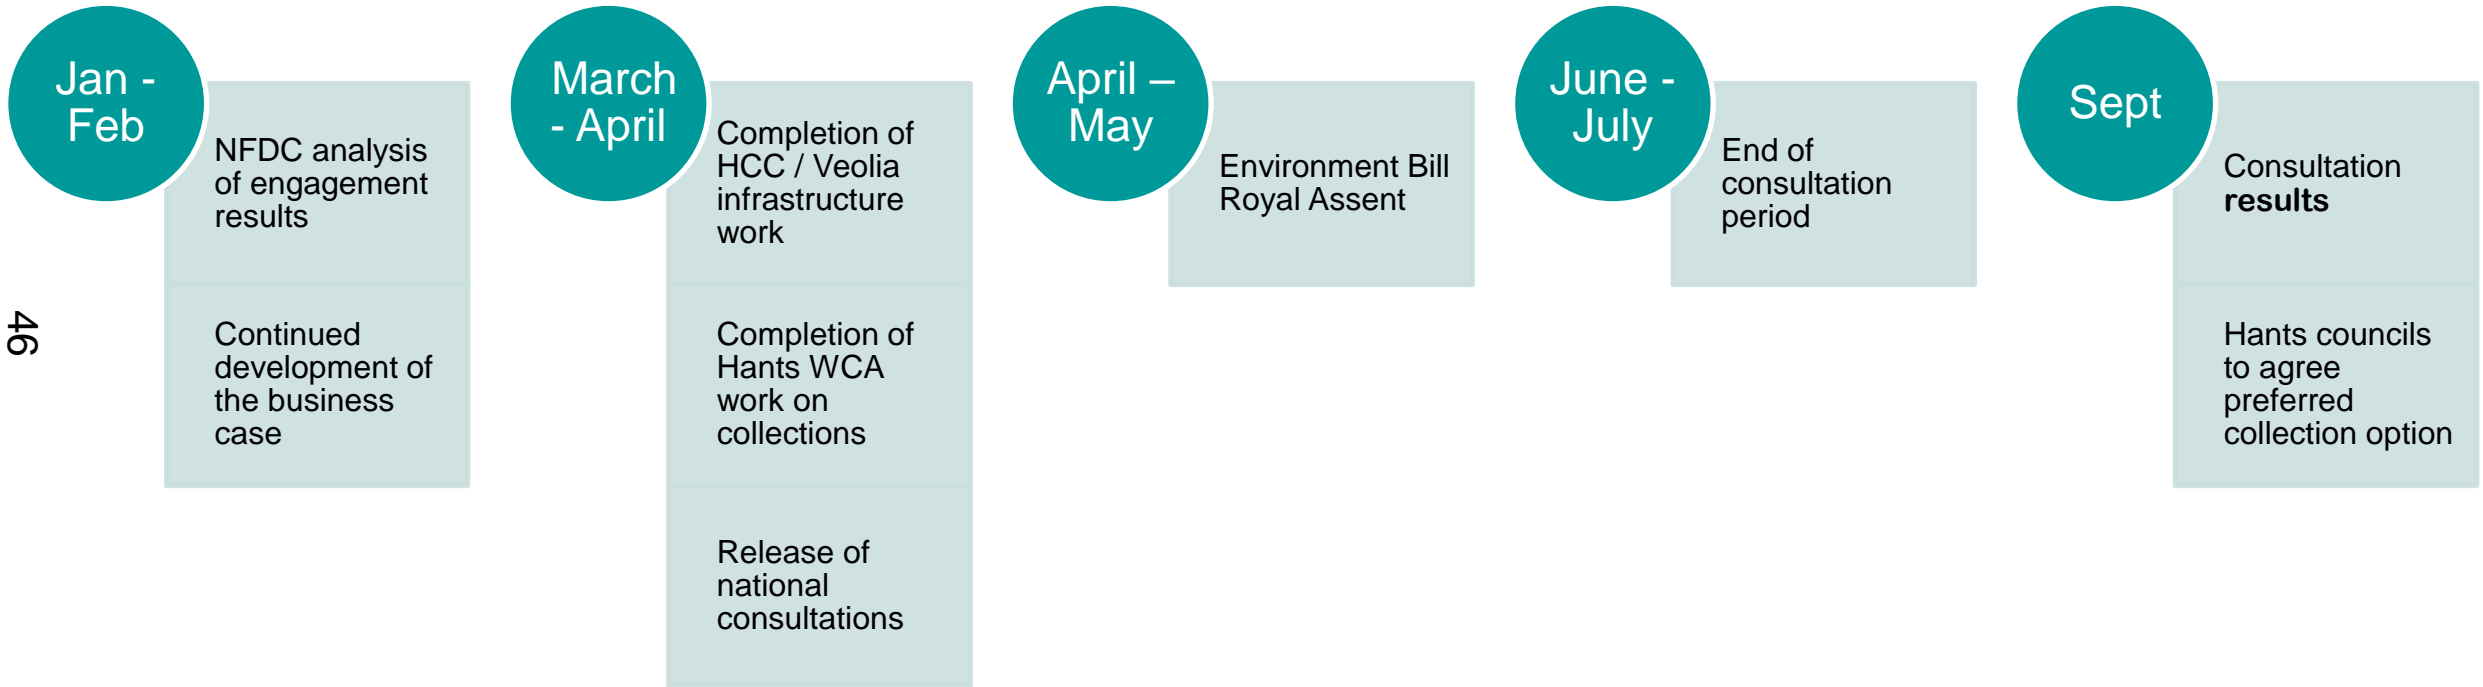 Jan -
Feb
NFDC analysis
of engagement
results
Continued
development of
the business
case
March
- April
Completion of
HCC / Veolia
infrastructure
work
Completion of
Hants WCA
work on
collections
Release of
national
consultations
April –
May
Environment Bill
Royal Assent
June -
July
End of
consultation
period
Sept
Consultation
results
Hants councils
to agree
preferred
collection option
46